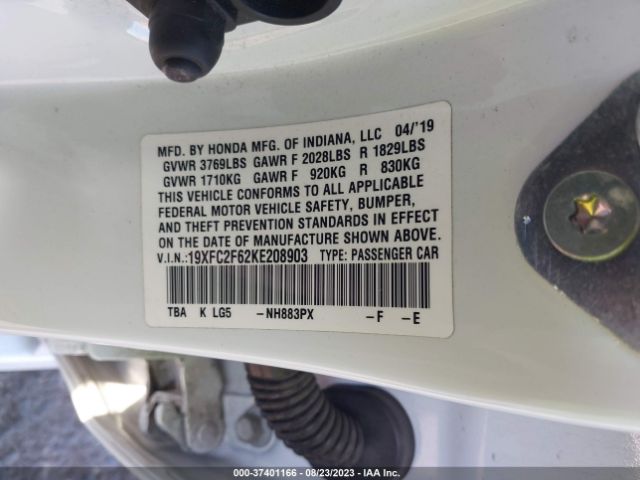 MFD. BY HONDA MFG. OF INDIANA, LLC 04/'19
GVWR 3769LBS GAWR F 2028LBS R 1829LBS
GVWR 1710KG GAWR F 920KG R 830KG
THIS VEHICLE CONFORMS TO ALL APPLICABLE
FEDERAL MOTOR VEHICLE SAFETY, BUMPER,
AND THEFT PREVENTION STANDARDS IN EFFECT
ON THE DATE OF MANUFACTURE SHOWN ABOVE.
V.I.N.:19XFC2F62KE208903 TYPE: PASSENGER CAR
TBA K LG5 -NH883PX -F -E
000-37401166 - 08/23/2023 - IAA Inc.